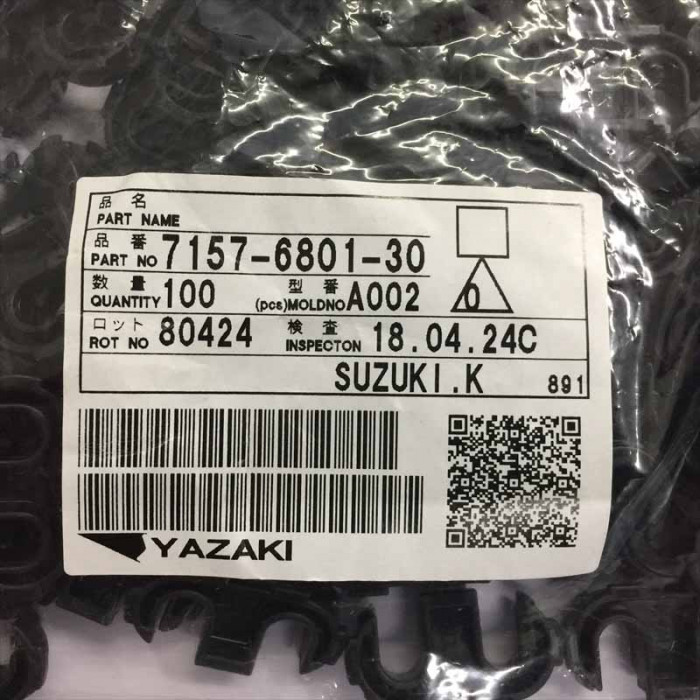 品 名
PART NAME
品 番
PART NO 7157-6801-30
数 量 型 番
QUANTITY 100 (pcs) MOLDNO A002 0
ロット 検 査
ROT NO 80424 INSPECTON 18.04.24C
SUZUKI.K 891
YAZAKI